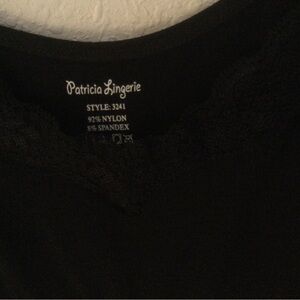 Patricia Lingerie
STYLE: 3241
92% NYLON
8% SPANDEX